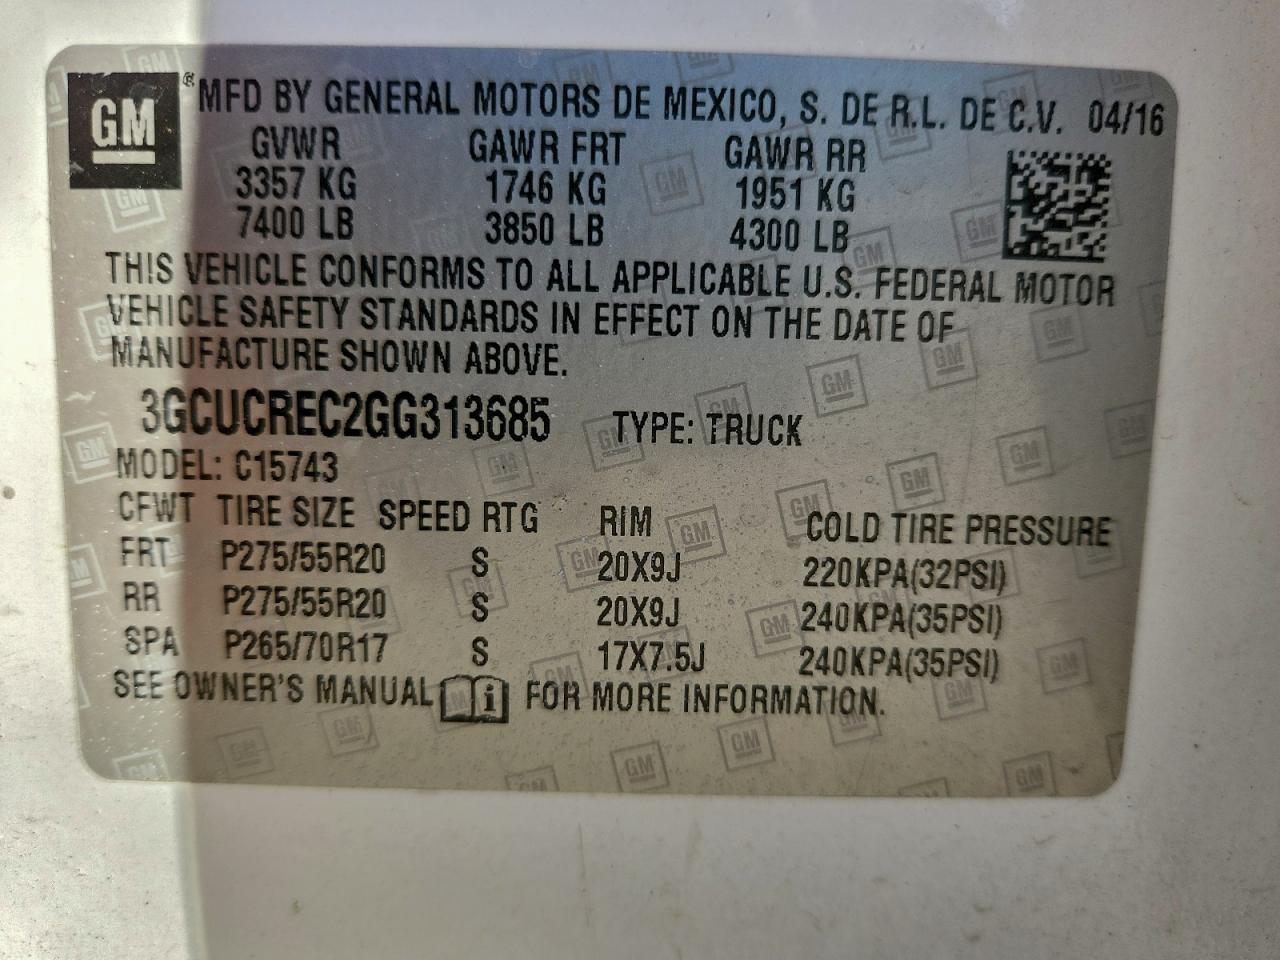 GM ® MFD BY GENERAL MOTORS DE MEXICO, S. DE R.L. DE C.V. 04/16
GVWR GAWR FRT GAWR RR
3357 KG 1746 KG 1951 KG
7400 LB 3850 LB 4300 LB
THIS VEHICLE CONFORMS TO ALL APPLICABLE U.S. FEDERAL MOTOR
VEHICLE SAFETY STANDARDS IN EFFECT ON THE DATE OF
MANUFACTURE SHOWN ABOVE.
3GCUCREC2GG313685 TYPE: TRUCK
MODEL: C15743
CFWT TIRE SIZE SPEED RTG RIM COLD TIRE PRESSURE
FRT P275/55R20 S 20X9J 220KPA(32PSI)
RR P275/55R20 S 20X9J 240KPA(35PSI)
SPA P265/70R17 S 17X7.5J 240KPA(35PSI)
SEE OWNER'S MANUAL i FOR MORE INFORMATION.